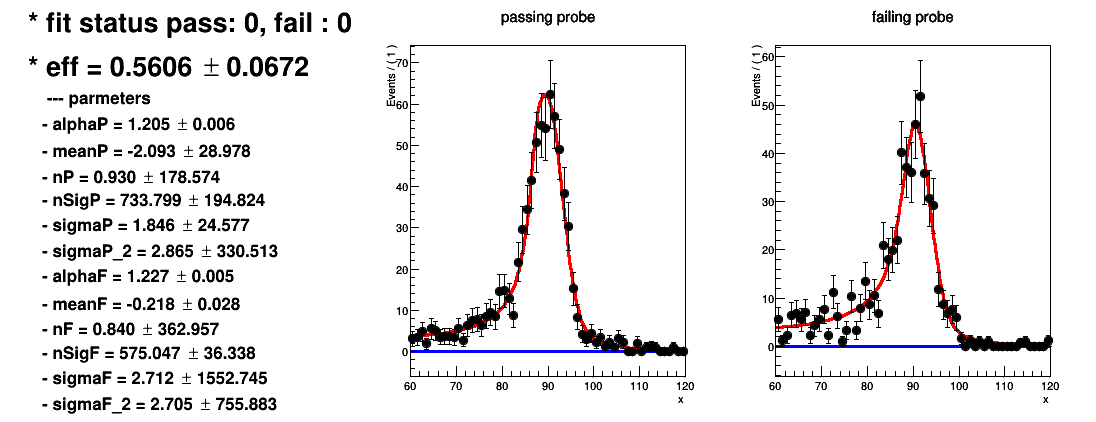 * fit status pass: 0, fail : 0
* eff = 0.5606 ± 0.0672
--- parmeters
- alphaP = 1.205 ± 0.006
- meanP = -2.093 ± 28.978
- nP = 0.930 ± 178.574
- nSigP = 733.799 ± 194.824
- sigmaP = 1.846 ± 24.577
- sigmaP_2 = 2.865 ± 330.513
- alphaF = 1.227 ± 0.005
- meanF = -0.218 ± 0.028
- nF = 0.840 ± 362.957
- nSigF = 575.047 ± 36.338
- sigmaF = 2.712 ± 1552.745
- sigmaF_2 = 2.705 ± 755.883
passing probe
Events / ( 1 )
70
60
50
40
30
20
10
0
60 70 80 90 100 110 120
x
failing probe
Events / ( 1 )
60
50
40
30
20
10
0
60 70 80 90 100 110 120
x